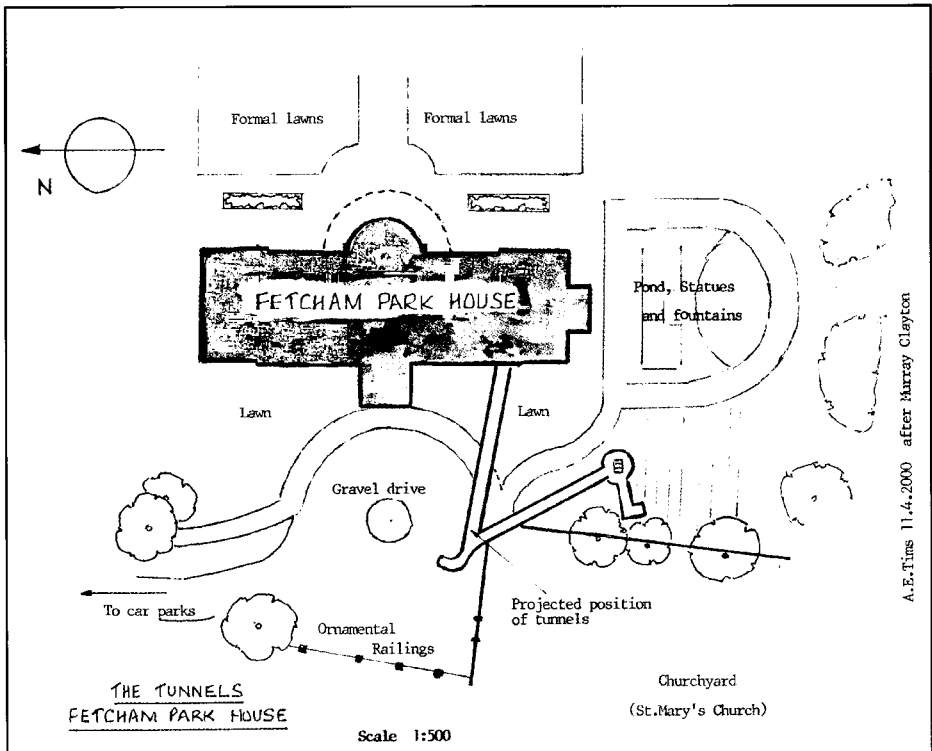 Formal lawns
Formal lawns
N
FETCHAM PARK HOUSE
Pond, Statues
and fountains
Lawn
Lawn
Gravel drive
To car parks
Ornamental
Railings
Projected position
of tunnels
THE TUNNELS
FETCHAM PARK HOUSE
Scale 1:500
Churchyard
(St.Mary's Church)
A.E.Tims 11.4.2000 after Murray Clayton